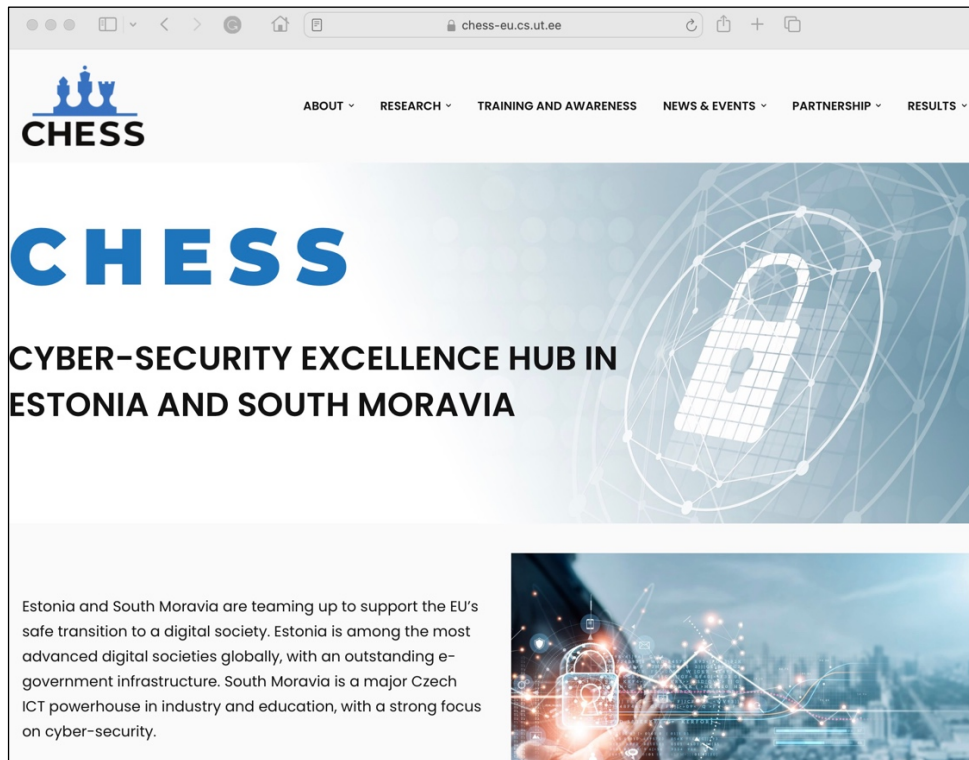 chess-eu.cs.ut.ee
CHESS
ABOUT
RESEARCH
TRAINING AND AWARENESS
NEWS & EVENTS
PARTNERSHIP
RESULTS
CHESS
CYBER-SECURITY EXCELLENCE HUB IN
ESTONIA AND SOUTH MORAVIA
Estonia and South Moravia are teaming up to support the EU's
safe transition to a digital society. Estonia is among the most
advanced digital societies globally, with an outstanding e-
government infrastructure. South Moravia is a major Czech
ICT powerhouse in industry and education, with a strong focus
on cyber-security.